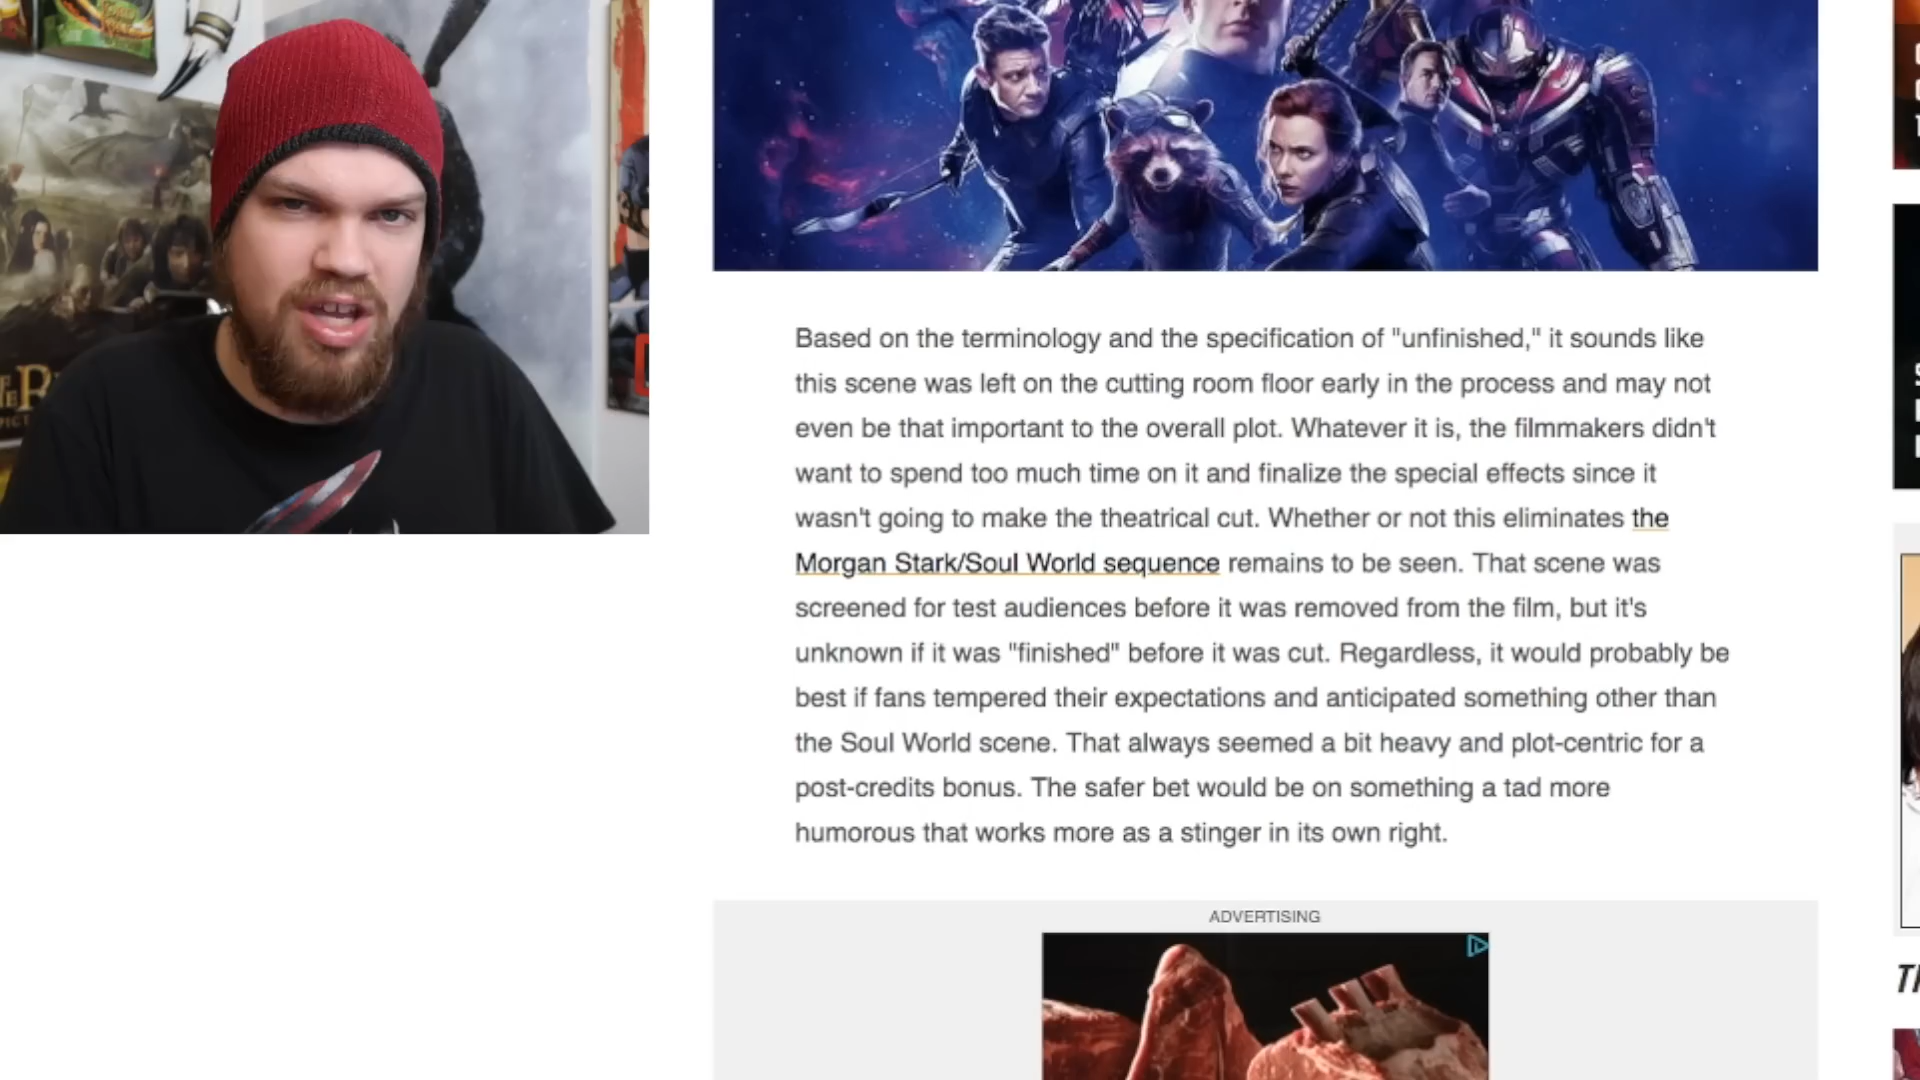 Based on the terminology and the specification of "unfinished," it sounds like
this scene was left on the cutting room floor early in the process and may not
even be that important to the overall plot. Whatever it is, the filmmakers didn't
want to spend too much time on it and finalize the special effects since it
wasn't going to make the theatrical cut. Whether or not this eliminates the
Morgan Stark/Soul World sequence remains to be seen. That scene was
screened for test audiences before it was removed from the film, but it's
unknown if it was "finished" before it was cut. Regardless, it would probably be
best if fans tempered their expectations and anticipated something other than
the Soul World scene. That always seemed a bit heavy and plot-centric for a
post-credits bonus. The safer bet would be on something a tad more
humorous that works more as a stinger in its own right.
ADVERTISING